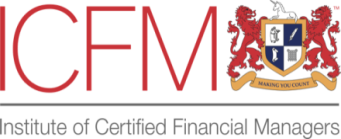 ICFM
MAKING YOU COUNT
Institute of Certified Financial Managers